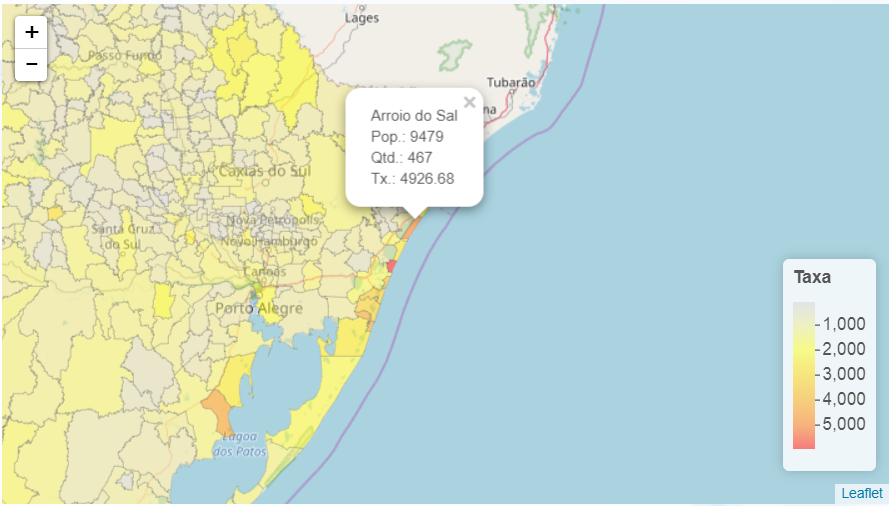 +
−
Lages
Passo Fundo
Tubarão
na
×
Arroio do Sal
Pop.: 9479
Qtd.: 467
Tx.: 4926.68
Caxias do Sul
Santa Cruz
do Sul
Nova Petrópolis
Novo Hamburgo
Canoas
Porto Alegre
Lagoa
dos Patos
Taxa
1,000
2,000
3,000
4,000
5,000
Leaflet